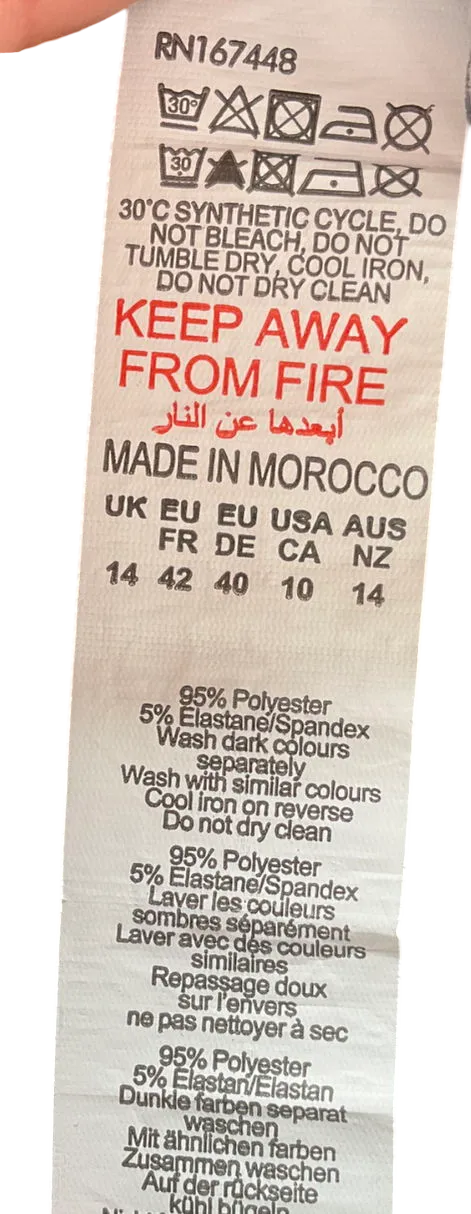 RN167448
30°
30
30°C SYNTHETIC CYCLE, DO
NOT BLEACH, DO NOT
TUMBLE DRY, COOL IRON,
DO NOT DRY CLEAN
KEEP AWAY
FROM FIRE
أبعدها عن النار
MADE IN MOROCCO
UK EU EU USA AUS
FR DE CA NZ
14 42 40 10 14
95% Polyester
5% Elastane/Spandex
Wash dark colours
separately
Wash with similar colours
Cool iron on reverse
Do not dry clean
95% Polyester
5% Elastane/Spandex
Laver les couleurs
sombres séparément
Laver avec des couleurs
similaires
Repassage doux
sur l'envers
ne pas nettoyer à sec
95% Polyester
5% Elastan/Elastan
Dunkle farben separat
waschen
Mit ähnlichen farben
Zusammen waschen
Auf der rückseite
kühl bügeln